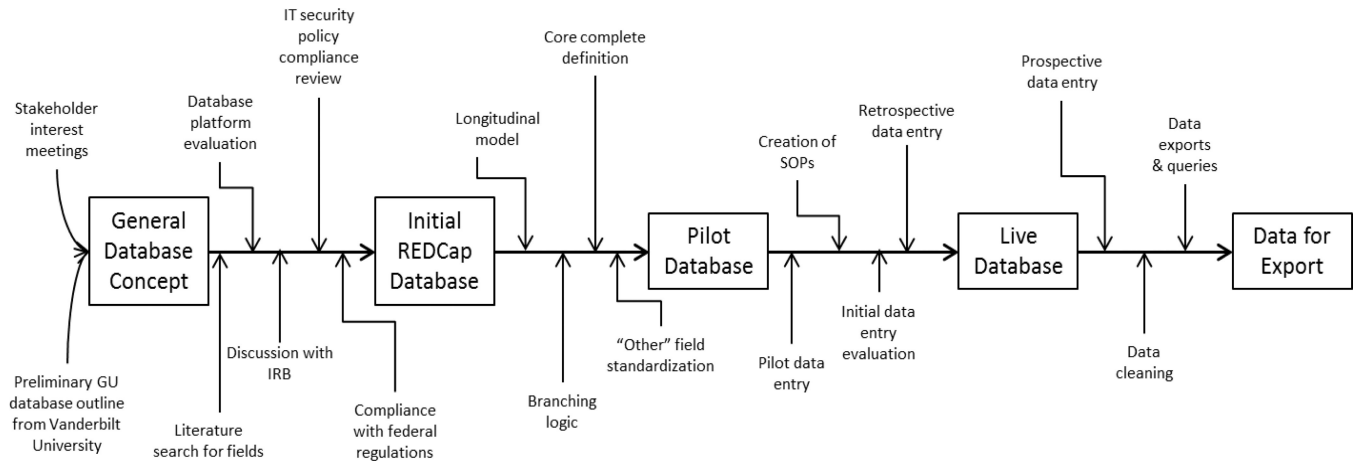 Stakeholder
interest
meetings
Preliminary GU
database outline
from Vanderbilt
University
General
Database
Concept
Database
platform
evaluation
IT security
policy
compliance
review
Literature
search for fields
Discussion with
IRB
Compliance
with federal
regulations
Initial
REDCap
Database
Longitudinal
model
Core complete
definition
Branching
logic
“Other” field
standardization
Pilot
Database
Creation of
SOPs
Retrospective
data entry
Pilot data
entry
Initial data
entry
evaluation
Live
Database
Prospective
data entry
Data
exports
& queries
Data
cleaning
Data for
Export